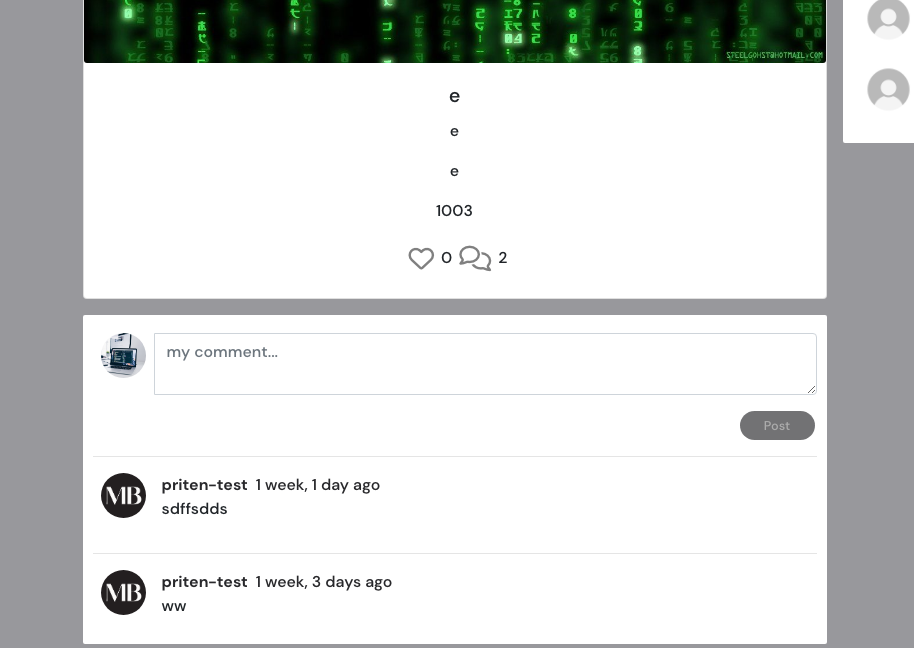 STEELGOHST@HOTMAIL.COM
e
e
e
1003
0 2
my comment...
Post
MB priten-test 1 week, 1 day ago
sdffsdds
MB priten-test 1 week, 3 days ago
ww